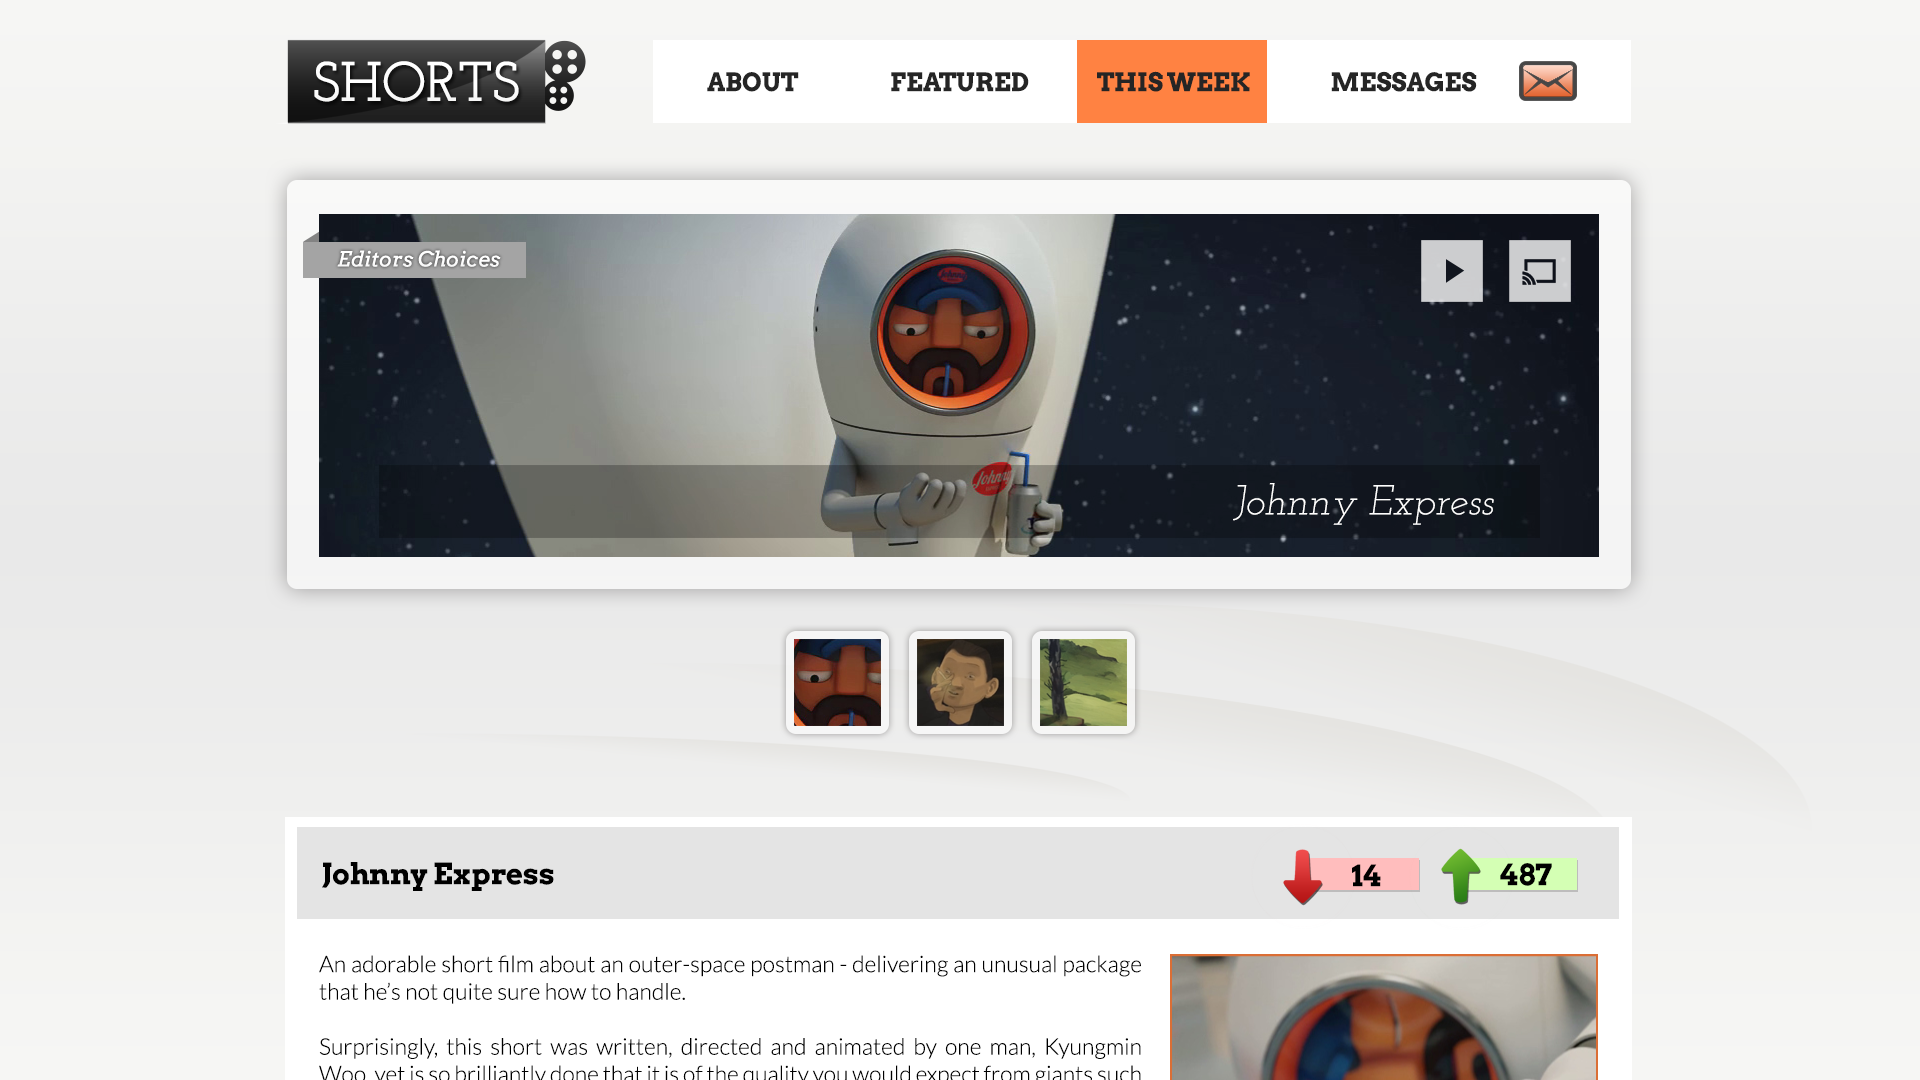 SHORTS
ABOUT FEATURED THIS WEEK MESSAGES
Editors Choices
Johnny
Johnny Express
Johnny Express
14 487
An adorable short film about an outer-space postman - delivering an unusual package
that he's not quite sure how to handle.
Surprisingly, this short was written, directed and animated by one man, Kyungmin
Woo, yet is so brilliantly done that it is of the quality you would expect from giants such